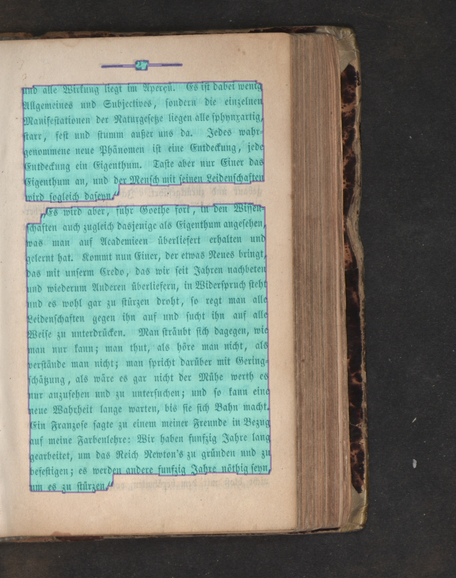 47
und alle Wirkung liegt im Aperçü. Es ist dabei wenig
Allgemeines und Subjectives, sondern die einzelnen
Manifestationen der Naturgesetze liegen alle sphynxartig,
starr, fest und stumm außer uns da. Jedes wahr-
genommene neue Phänomen ist eine Entdeckung, jede
Entdeckung ein Eigenthum. Taste aber nur Einer das
Eigenthum an, und der Mensch mit seinen Leidenschaften
wird sogleich daseyn."
„Es wird aber, fuhr Goethe fort, in den Wissen-
schaften auch zugleich dasjenige als Eigenthum angesehen,
was man auf Academieen überliefert erhalten und
gelernt hat. Kommt nun Einer, der etwas Neues bringt,
das mit unserm Credo, das wir seit Jahren nachbeten
und wiederum Anderen überliefern, in Widerspruch steht
und es wohl gar zu stürzen droht, so regt man alle
Leidenschaften gegen ihn auf und sucht ihn auf alle
Weise zu unterdrücken. Man sträubt sich dagegen, wie
man nur kann; man thut, als höre man nicht, als
verstände man nicht; man spricht darüber mit Gering-
schätzung, als wäre es gar nicht der Mühe werth es
nur anzusehen und zu untersuchen; und so kann eine
neue Wahrheit lange warten, bis sie sich Bahn macht.
Ein Franzose sagte zu einem meiner Freunde in Bezug
auf meine Farbenlehre: Wir haben funfzig Jahre lang
gearbeitet, um das Reich Newton's zu gründen und zu
befestigen; es werden andere funfzig Jahre nöthig seyn
um es zu stürzen."